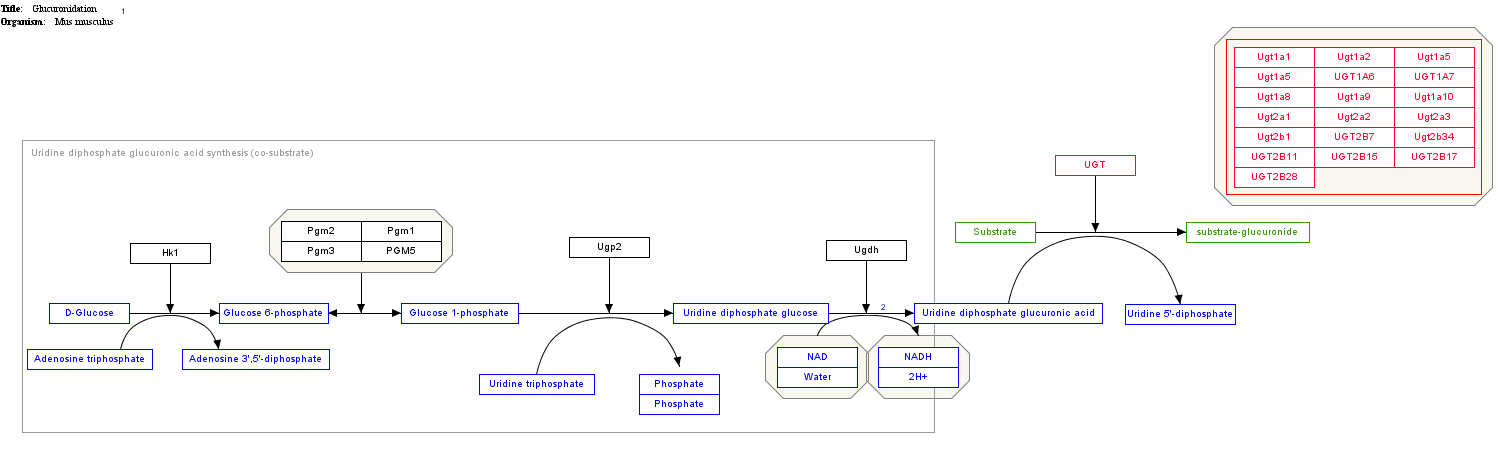 Title: Glucuronidation 1
Organism: Mus musculus
Ugt1a1 Ugt1a2 Ugt1a5
Ugt1a5 UGT1A6 UGT1A7
Ugt1a8 Ugt1a9 Ugt1a10
Ugt2a1 Ugt2a2 Ugt2a3
Ugt2b1 UGT2B7 Ugt2b34
UGT2B11 UGT2B15 UGT2B17
UGT2B28
Uridine diphosphate glucuronic acid synthesis (co-substrate)
UGT
Pgm2 Pgm1
Pgm3 PGM5
Hk1
Ugp2
Ugdh
Substrate
substrate-glucuronide
D-Glucose
Glucose 6-phosphate
Glucose 1-phosphate
Uridine diphosphate glucose
2
Uridine diphosphate glucuronic acid
Uridine 5'-diphosphate
Adenosine triphosphate
Adenosine 3',5'-diphosphate
Uridine triphosphate
Phosphate
Phosphate
NAD
Water
NADH
2H+